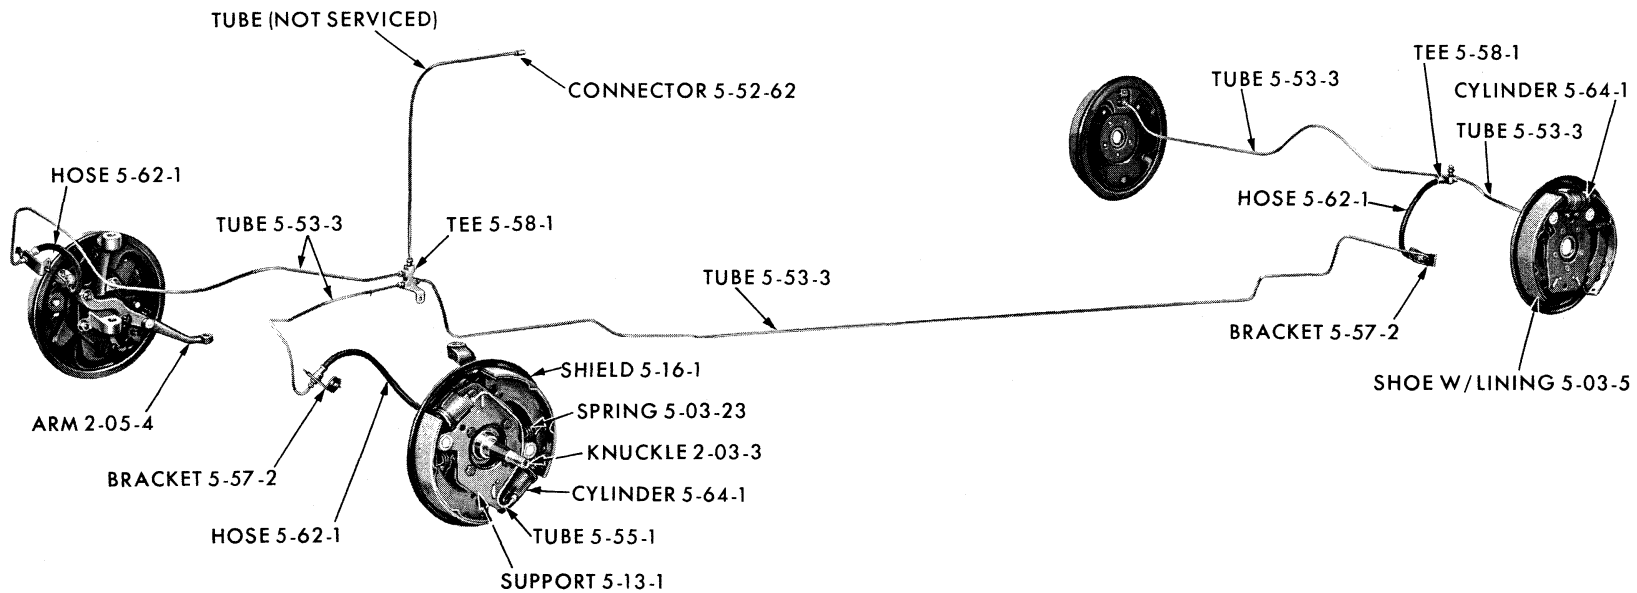 TUBE (NOT SERVICED)
CONNECTOR 5-52-62
TEE 5-58-1
TUBE 5-53-3
CYLINDER 5-64-1
TUBE 5-53-3
HOSE 5-62-1
HOSE 5-62-1
TUBE 5-53-3
TEE 5-58-1
TUBE 5-53-3
BRACKET 5-57-2
SHIELD 5-16-1
SHOE W/LINING 5-03-5
SPRING 5-03-23
ARM 2-05-4
KNUCKLE 2-03-3
BRACKET 5-57-2
CYLINDER 5-64-1
HOSE 5-62-1
TUBE 5-55-1
SUPPORT 5-13-1